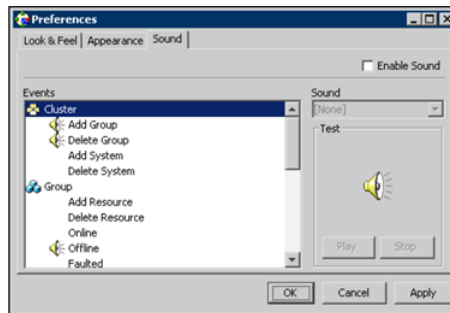 Preferences
Look & Feel
Appearance
Sound
Enable Sound
Events
Cluster
Add Group
Delete Group
Add System
Delete System
Group
Add Resource
Delete Resource
Online
Offline
Faulted
Sound
[None]
Test
Play
Stop
OK
Cancel
Apply